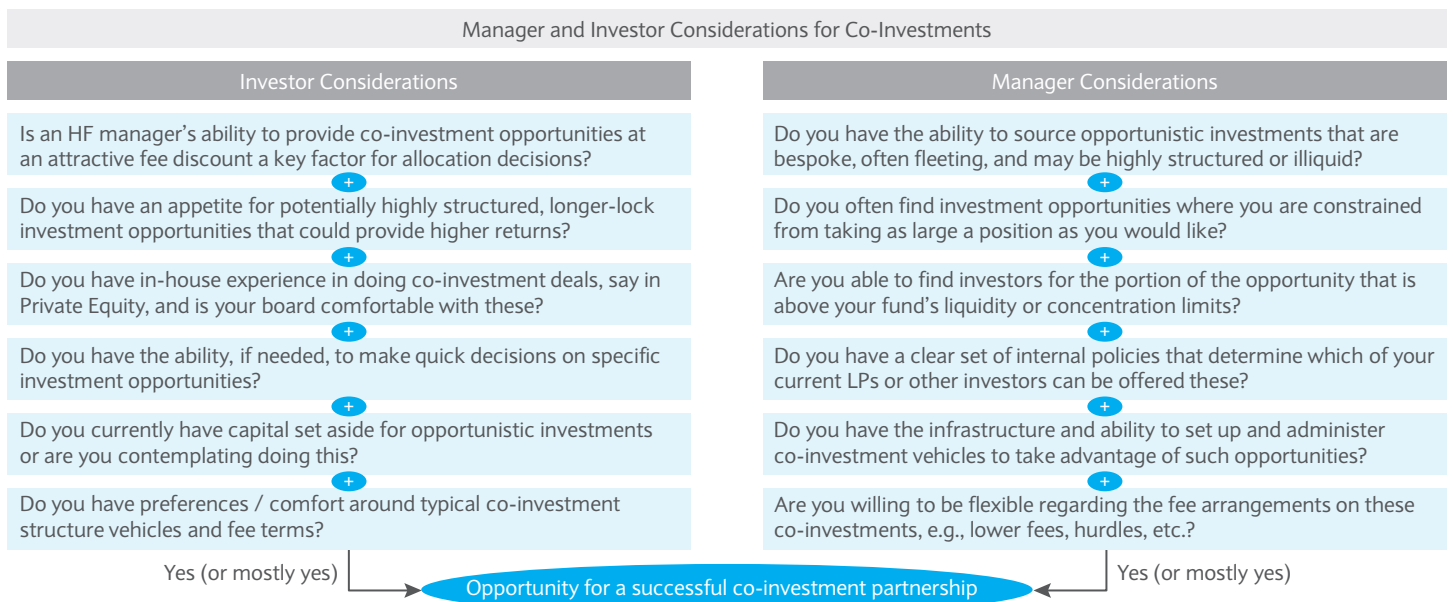 Manager and Investor Considerations for Co-Investments
Investor Considerations
Is an HF manager's ability to provide co-investment opportunities at
an attractive fee discount a key factor for allocation decisions?
+
Do you have an appetite for potentially highly structured, longer-lock
investment opportunities that could provide higher returns?
+
Do you have in-house experience in doing co-investment deals, say in
Private Equity, and is your board comfortable with these?
+
Do you have the ability, if needed, to make quick decisions on specific
investment opportunities?
+
Do you currently have capital set aside for opportunistic investments
or are you contemplating doing this?
+
Do you have preferences / comfort around typical co-investment
structure vehicles and fee terms?
Yes (or mostly yes)
Manager Considerations
Do you have the ability to source opportunistic investments that are
bespoke, often fleeting, and may be highly structured or illiquid?
+
Do you often find investment opportunities where you are constrained
from taking as large a position as you would like?
+
Are you able to find investors for the portion of the opportunity that is
above your fund's liquidity or concentration limits?
+
Do you have a clear set of internal policies that determine which of your
current LPs or other investors can be offered these?
+
Do you have the infrastructure and ability to set up and administer
co-investment vehicles to take advantage of such opportunities?
+
Are you willing to be flexible regarding the fee arrangements on these
co-investments, e.g., lower fees, hurdles, etc.?
Yes (or mostly yes)
Opportunity for a successful co-investment partnership